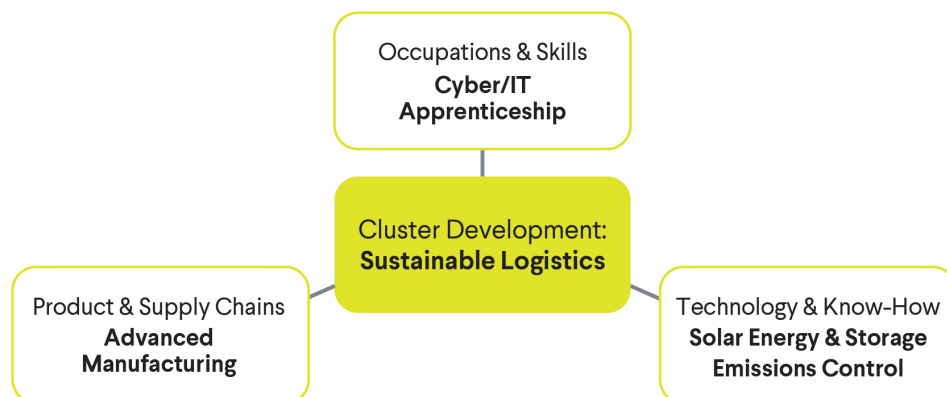 Occupations & Skills
Cyber/IT
Apprenticeship
Cluster Development:
Sustainable Logistics
Product & Supply Chains
Advanced
Manufacturing
Technology & Know-How
Solar Energy & Storage
Emissions Control